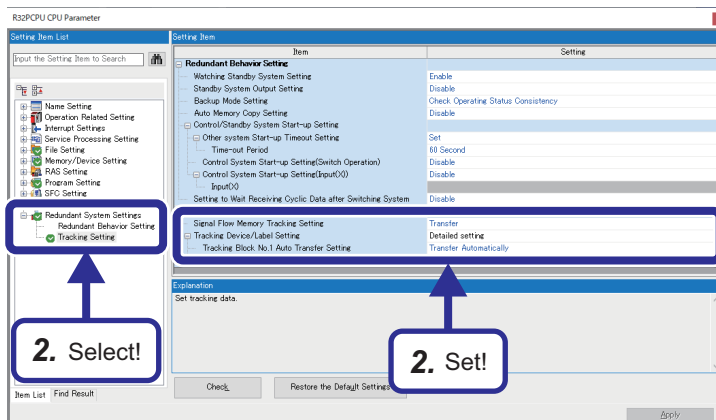 R32PCPU CPU Parameter
Setting Item List
Input the Setting Item to Search
Name Setting
Operation Related Setting
Interrupt Settings
Service Processing Setting
File Setting
Memory/Device Setting
RAS Setting
Program Setting
SFC Setting
Redundant System Settings
Redundant Behavior Setting
Tracking Setting
2. Select!
Item List Find Result
Setting Item
Item Setting
Redundant Behavior Setting
Watching Standby System Setting Enable
Standby System Output Setting Disable
Backup Mode Setting Check Operating Status Consistency
Auto Memory Copy Setting Disable
Control/Standby System Start-up Setting
Other system Start-up Timeout Setting Set
Time-out Period 60 Second
Control System Start-up Setting(Switch Operation) Disable
Control System Start-up Setting(Input(X)) Disable
Input(X)
Setting to Wait Receiving Cyclic Data after Switching System Disable
Signal Flow Memory Tracking Setting Transfer
Tracking Device/Label Setting Detailed setting
Tracking Block No.1 Auto Transfer Setting Transfer Automatically
Explanation
Set tracking data.
2. Set!
Check Restore the Default Settings
Apply